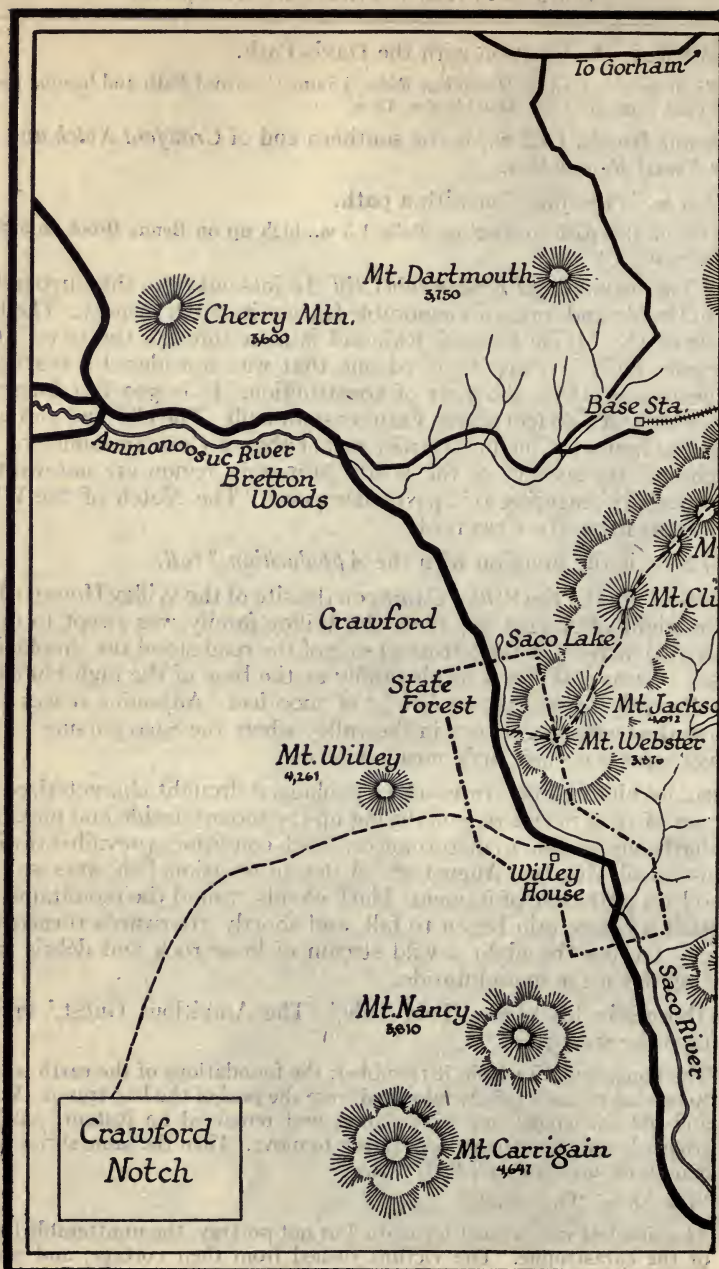 To Gorham
Mt. Dartmouth
3,750
Cherry Mtn.
3,600
Base Sta.
Ammonoosuc River
Bretton
Woods
M
Mt. Cli
Crawford
Saco Lake
State
Forest
Mt. Jackso
4,012
Mt. Webster
Mt. Willey
4,261
Willey
House
Saco River
Mt. Nancy
3,810
Crawford
Notch
Mt. Carrigain
4,647